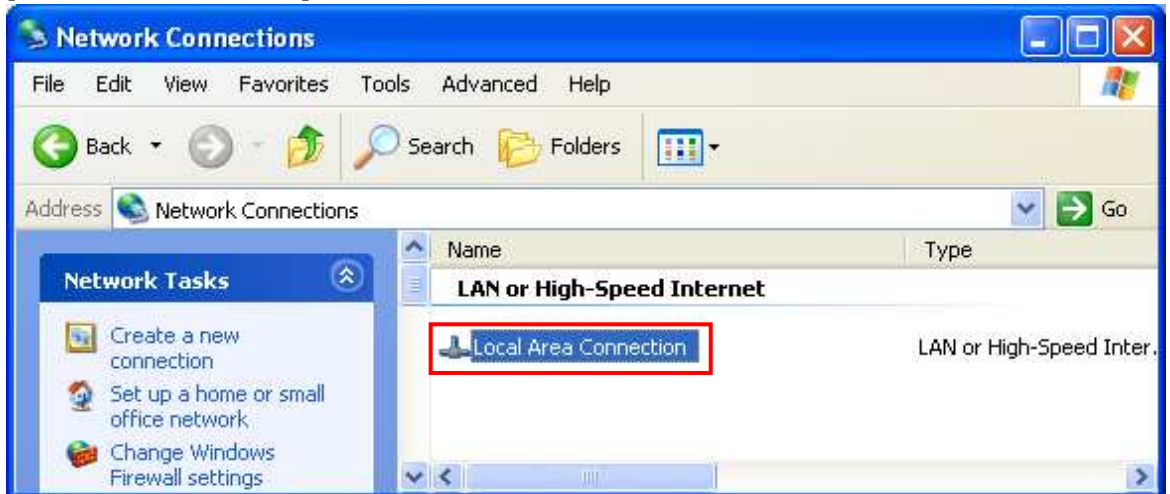 Network Connections
File Edit View Favorites Tools Advanced Help
Back Search Folders
Address Network Connections Go
Name Type
Network Tasks
LAN or High-Speed Internet
Create a new
connection
Local Area Connection LAN or High-Speed Inter.
Set up a home or small
office network
Change Windows
Firewall settings